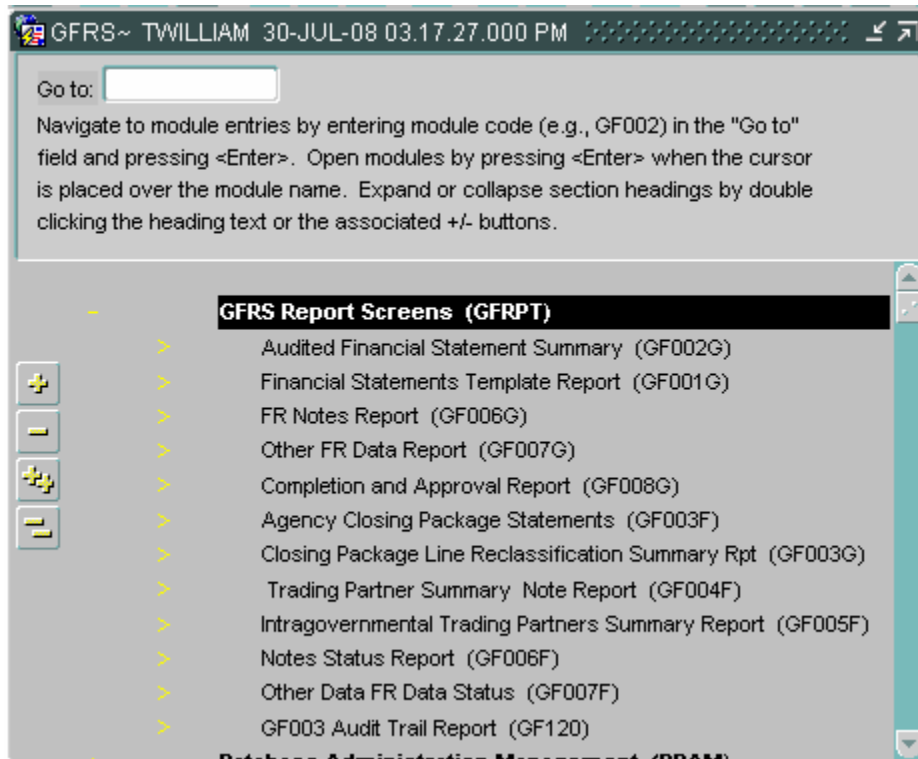 GFRS~ TWILLIAM 30-JUL-08 03.17.27.000 PM
Go to:
Navigate to module entries by entering module code (e.g., GF002) in the "Go to"
field and pressing <Enter>. Open modules by pressing <Enter> when the cursor
is placed over the module name. Expand or collapse section headings by double
clicking the heading text or the associated +/- buttons.
- GFRS Report Screens (GFRPT)
> Audited Financial Statement Summary (GF002G)
> Financial Statements Template Report (GF001G)
> FR Notes Report (GF006G)
> Other FR Data Report (GF007G)
> Completion and Approval Report (GF008G)
> Agency Closing Package Statements (GF003F)
> Closing Package Line Reclassification Summary Rpt (GF003G)
> Trading Partner Summary Note Report (GF004F)
> Intragovernmental Trading Partners Summary Report (GF005F)
> Notes Status Report (GF006F)
> Other Data FR Data Status (GF007F)
> GF003 Audit Trail Report (GF120)
Database Administration Management